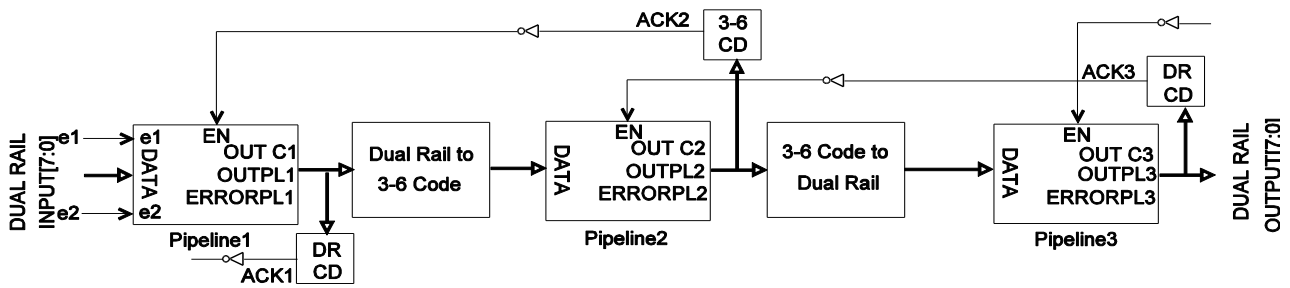 ACK2
3-6
CD
ACK3
DR
CD
DUAL RAIL
INPUT[7:0]
e1
e2
e1
DATA
e2
EN
OUT C1
OUTPL1
ERRORPL1
Pipeline1
ACK1
DR
CD
Dual Rail to
3-6 Code
EN
DATA
OUT C2
OUTPL2
ERRORPL2
Pipeline2
3-6 Code to
Dual Rail
EN
DATA
OUT C3
OUTPL3
ERRORPL3
Pipeline3
DUAL RAIL
OUTPUT[7:0]